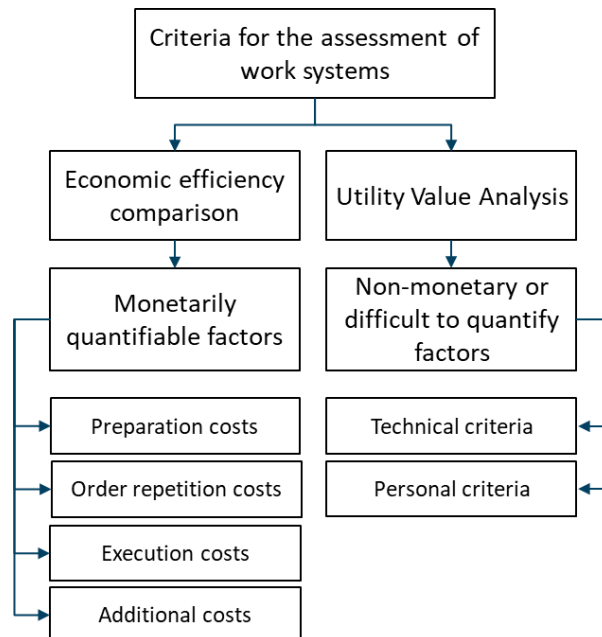 Criteria for the assessment of
work systems
Economic efficiency
comparison
Utility Value Analysis
Monetarily
quantifiable factors
Non-monetary or
difficult to quantify
factors
Preparation costs
Order repetition costs
Execution costs
Additional costs
Technical criteria
Personal criteria